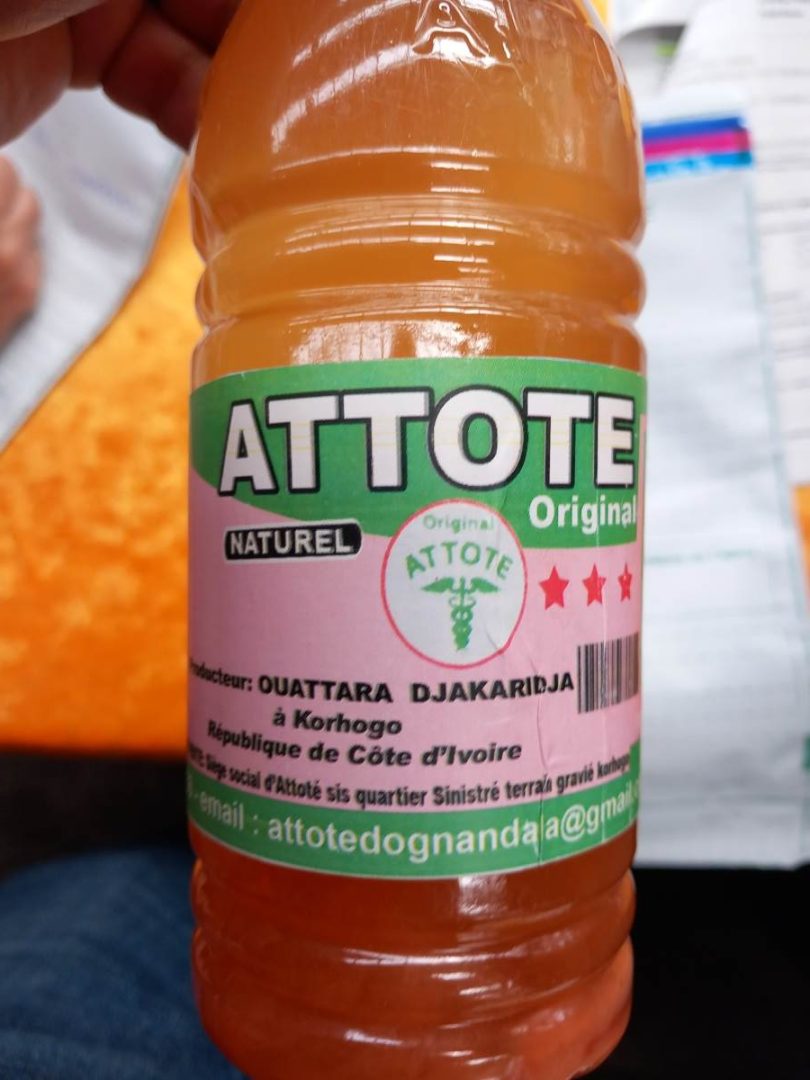 ATTOTE
Original
NATUREL
Original
ATTOTE
Producteur: OUATTARA DJAKARIDJA
à Korhogo
République de Côte d'Ivoire
Siège social d'Attoté sis quartier Sinistré terrain gravié korhogo
- email : attotedognandala@gmail.